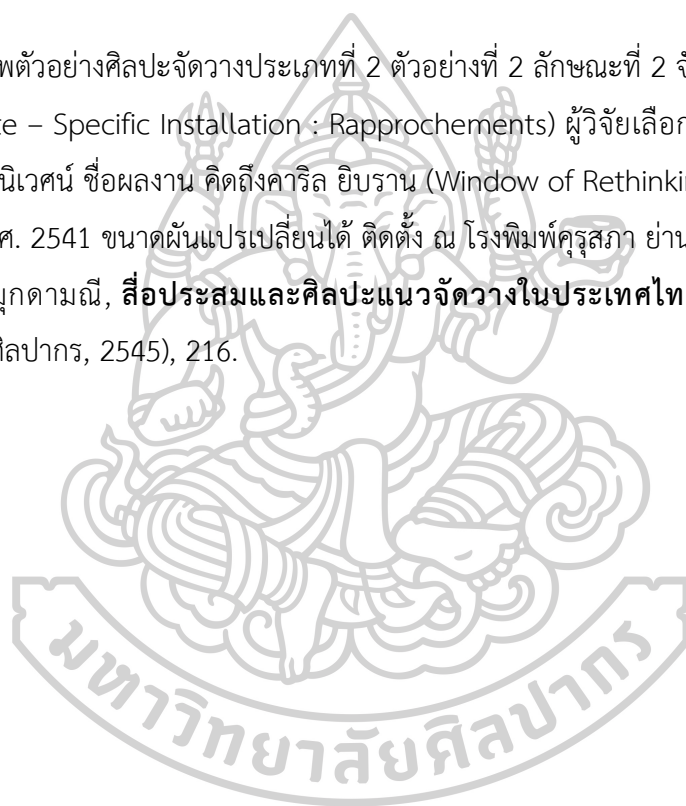 พตัวอย่างศิลปะจัดวางประเภทที่ 2 ตัวอย่างที่ 2 ลักษณะที่ 2 จ้
te – Specific Installation : Rapprochements) ผู้วิจัยเลือก
นิเวศน์ ชื่อผลงาน คิดถึงคาริล ยิบราน (Window of Rethinkin
ศ. 2541 ขนาดผันแปรเปลี่ยนได้ ติดตั้ง ณ โรงพิมพ์คุรุสภา ย่าน
มุกดามณี, สื่อประสมและศิลปะแนวจัดวางในประเทศไท
ศิลปากร, 2545), 216.
มหาวิทยาลัยศิลปากร